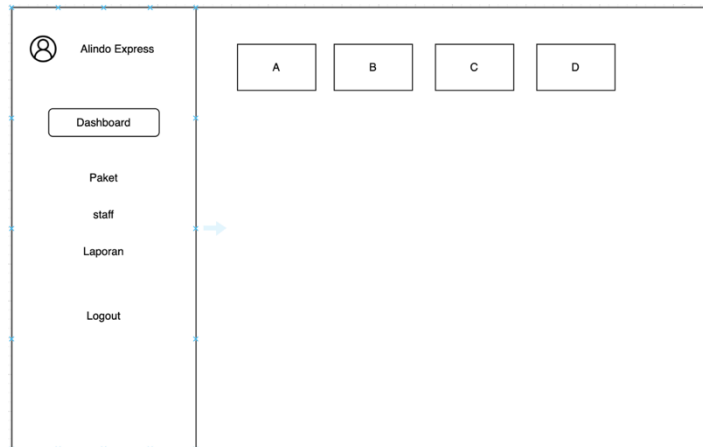 Alindo Express
A
B
C
D
Dashboard
Paket
staff
Laporan
Logout